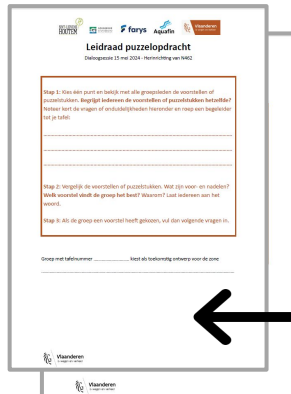 HOUTEM
farys
Aquafin
Vlaanderen
Leidraad puzzelopdracht
Dialoogsessie 15 mei 2024 - Herinrichting van N462
Stap 1: Kies één punt en bekijk met alle groepsleden de voorstellen of
puzzelstukken. Begrijpt iedereen de voorstellen of puzzelstukken hetzelfde?
Noteer kort de vragen of onduidelijkheden hieronder en roep een begeleider
tot je tafel:
Stap 2: Vergelijk de voorstellen of puzzelstukken. Wat zijn voor- en nadelen?
Welk voorstel vindt de groep het best? Waarom? Laat iedereen aan het
woord.
Stap 3: Als de groep een voorstel heeft gekozen, vul dan volgende vragen in.
Groep met tafelnummer ______________ kiest als toekomstig ontwerp voor de zone
Vlaanderen
Vlaanderen